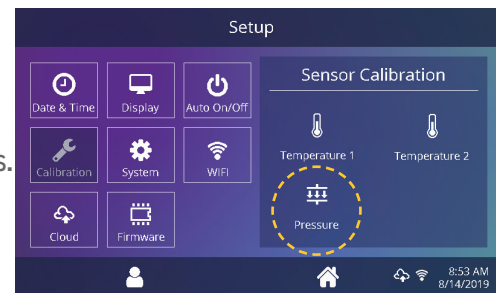 Setup
Date & Time
Display
Auto On/Off
Calibration
System
WIFI
Cloud
Firmware
Sensor Calibration
Temperature 1
Temperature 2
Pressure
s.
8:53 AM
8/14/2019